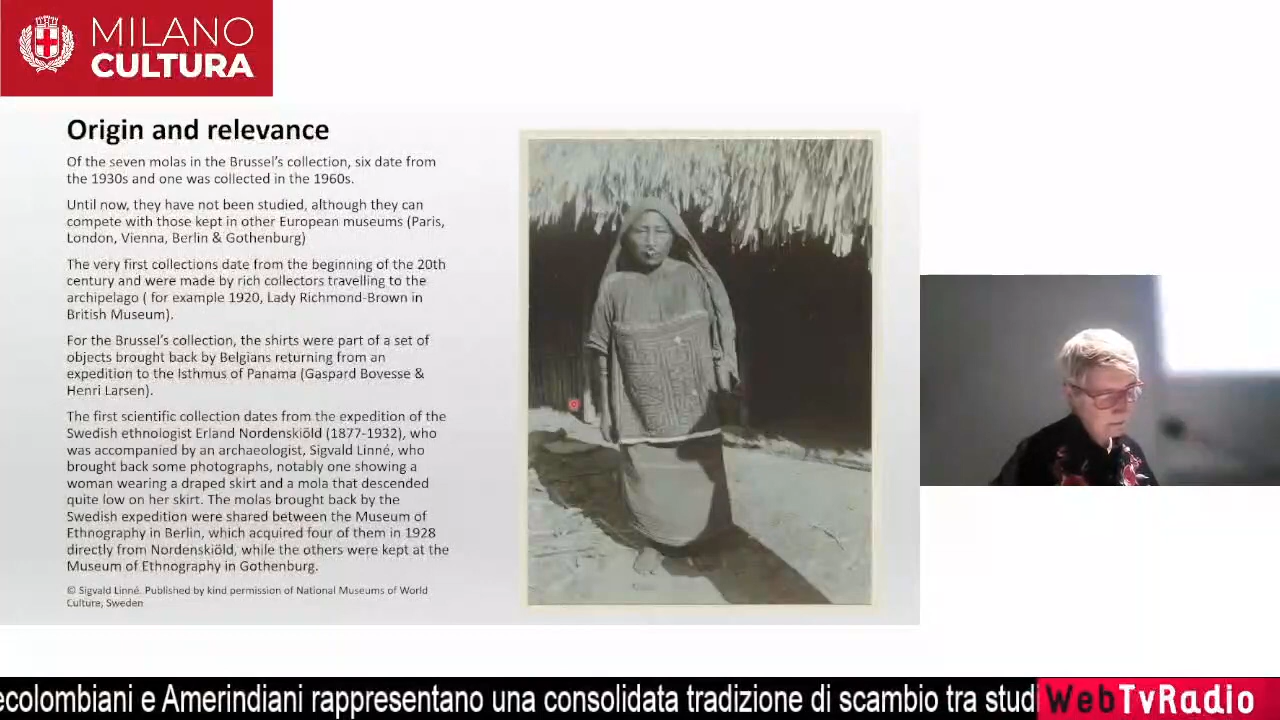 MILANO
CULTURA
Origin and relevance
Of the seven molas in the Brussel's collection, six date from
the 1930s and one was collected in the 1960s.
Until now, they have not been studied, although they can
compete with those kept in other European museums (Paris,
London, Vienna, Berlin & Gothenburg)
The very first collections date from the beginning of the 20th
century and were made by rich collectors travelling to the
archipelago ( for example 1920, Lady Richmond-Brown in
British Museum).
For the Brussel's collection, the shirts were part of a set of
objects brought back by Belgians returning from an
expedition to the Isthmus of Panama (Gaspard Bovesse &
Henri Larsen).
The first scientific collection dates from the expedition of the
Swedish ethnologist Erland Nordenskiöld (1877-1932), who
was accompanied by an archaeologist, Sigvald Linné, who
brought back some photographs, notably one showing a
woman wearing a draped skirt and a mola that descended
quite low on her skirt. The molas brought back by the
Swedish expedition were shared between the Museum of
Ethnography in Berlin, which acquired four of them in 1928
directly from Nordenskiöld, while the others were kept at the
Museum of Ethnography in Gothenburg.
© Sigvald Linné. Published by kind permission of National Museums of World
Culture, Sweden
ecolombiani e Amerindiani rappresentano una consolidata tradizione di scambio tra studi
WebTvRadio